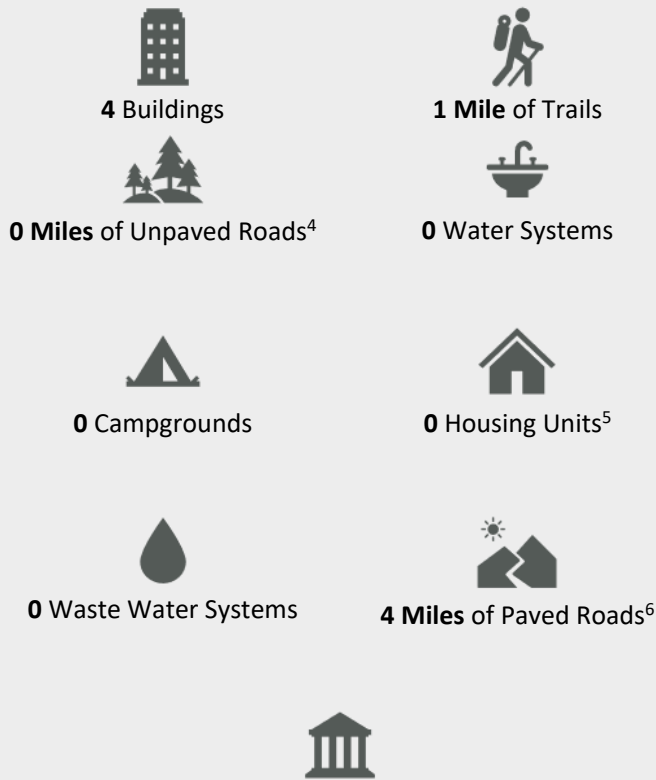 4 Buildings
1 Mile of Trails
0 Miles of Unpaved Roads⁴
0 Water Systems
0 Campgrounds
0 Housing Units⁵
0 Waste Water Systems
4 Miles of Paved Roads⁶